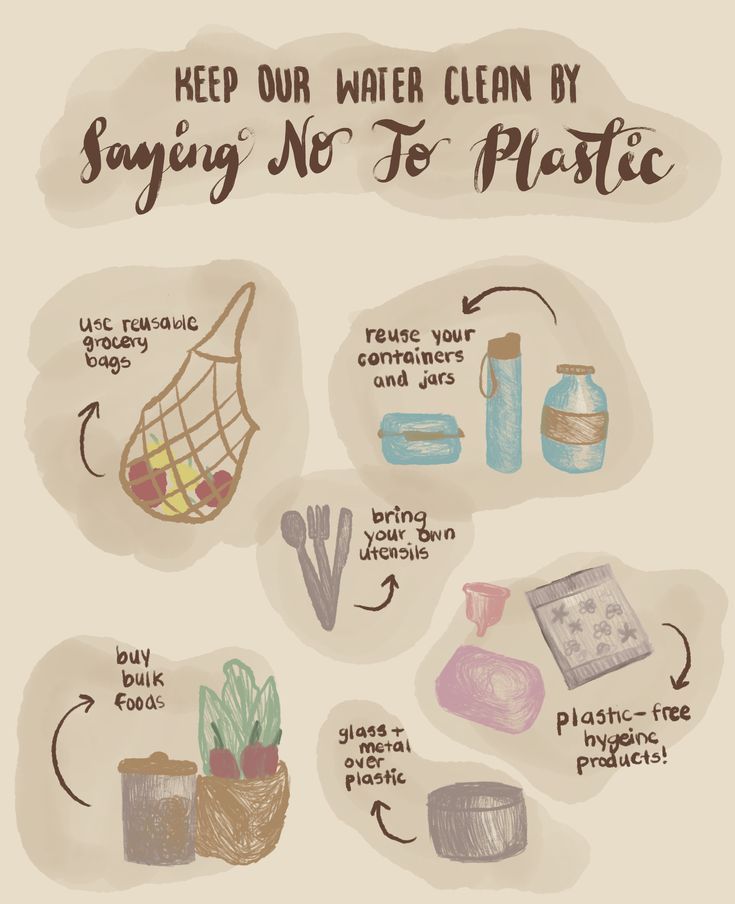 KEEP OUR WATER CLEAN BY
Saying No To Plastic
use reusable
grocery
bags
reuse your
containers
and jars
bring
your own
utensils
plastic-free
hygeine
products!
buy
bulk
foods
glass +
metal
over
plastic